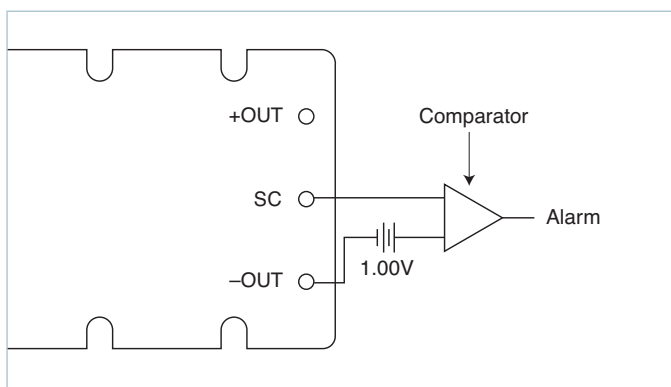 +OUT
Comparator
SC
Alarm
1.00V
–OUT